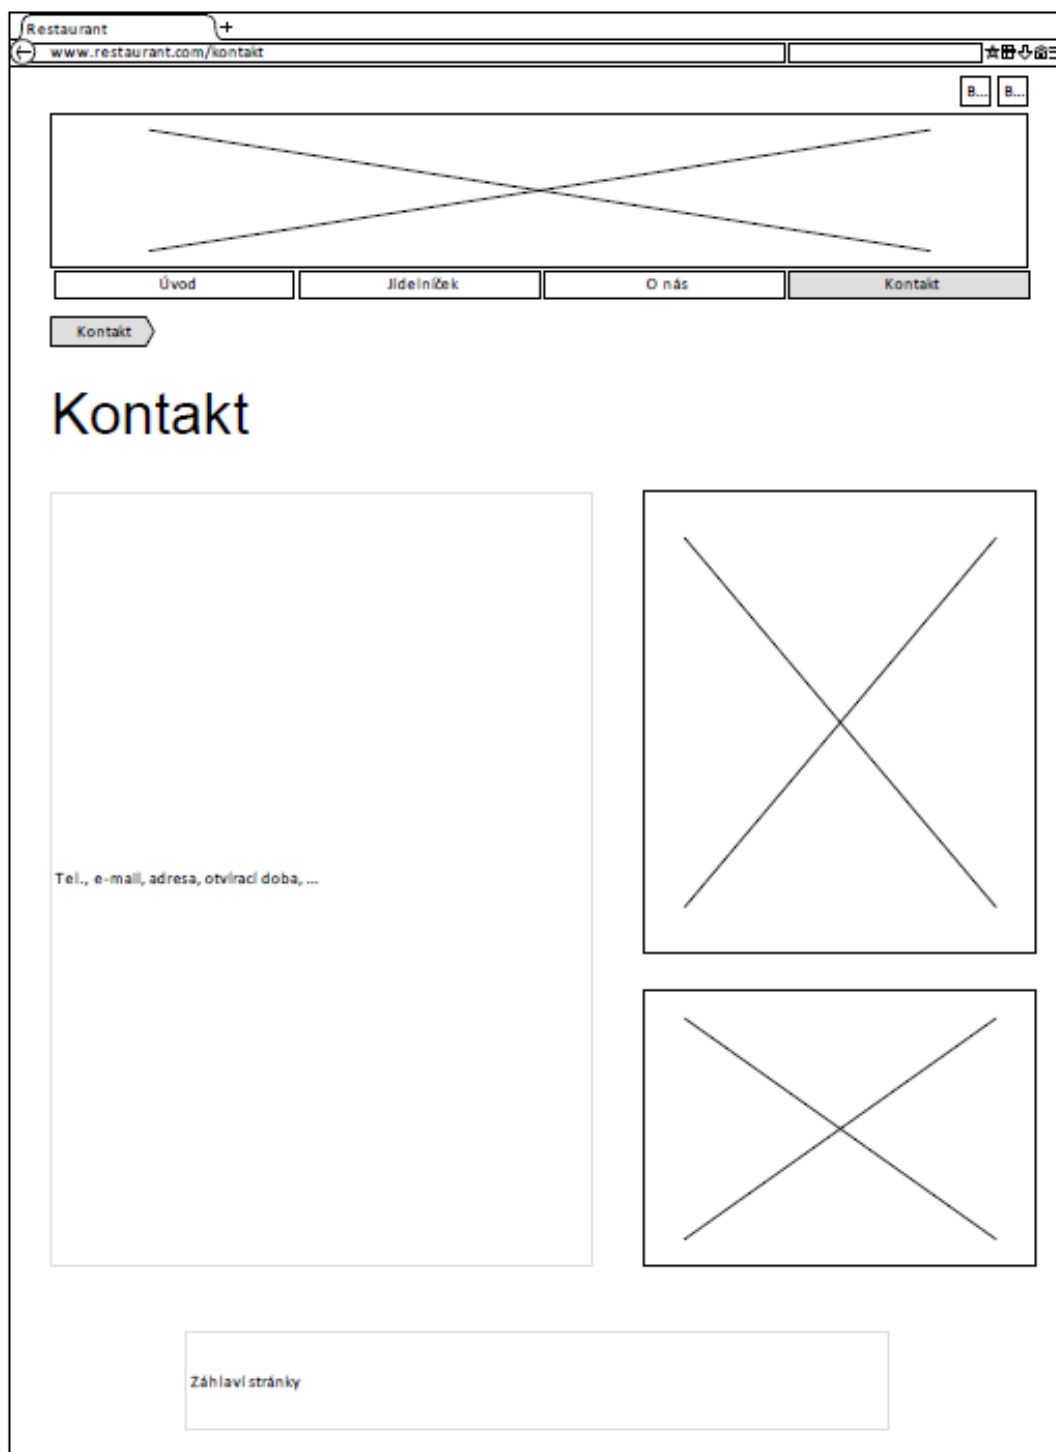 Restaurant
www.restaurant.com/kontakt
B... B...
Úvod Jídelníček O nás Kontakt
Kontakt
Kontakt
Tel., e-mail, adresa, otvírací doba, ...
Záhlaví stránky